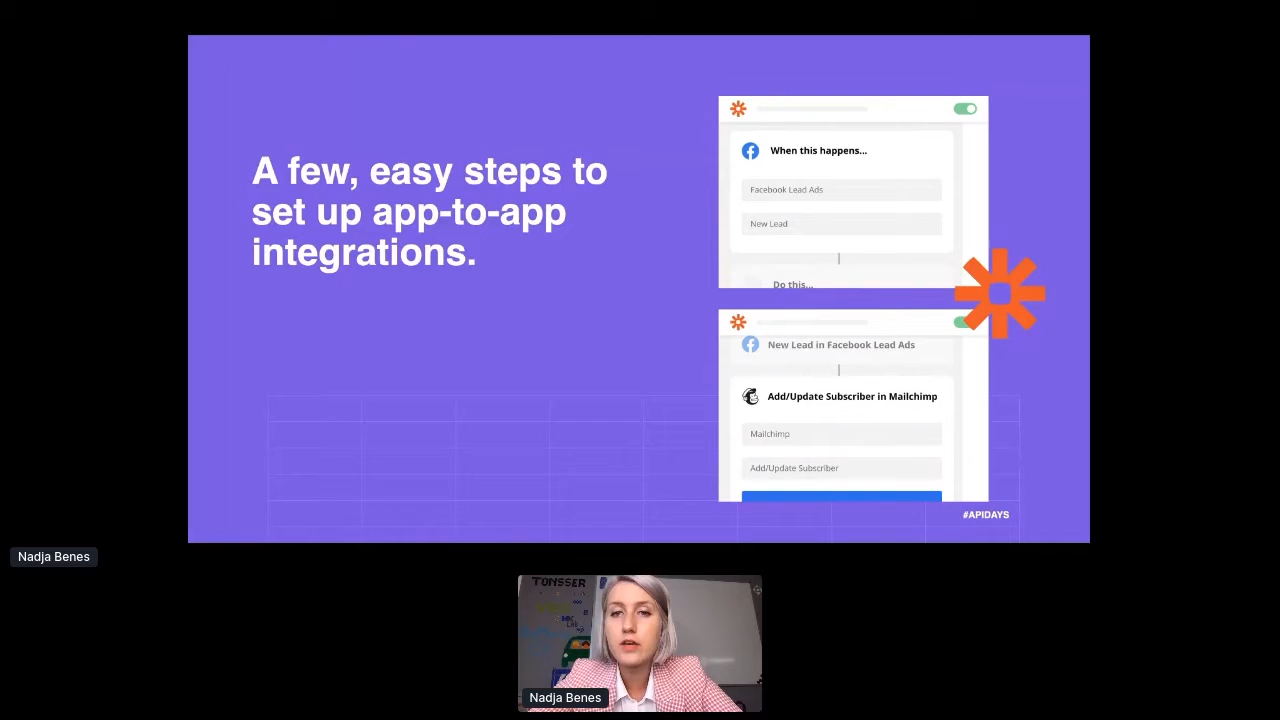 A few, easy steps to
set up app-to-app
integrations.
When this happens...
Facebook Lead Ads
New Lead
Do this...
New Lead in Facebook Lead Ads
Add/Update Subscriber in Mailchimp
Mailchimp
Add/Update Subscriber
#APIDAYS
Nadja Benes
TONSSER
Nadja Benes